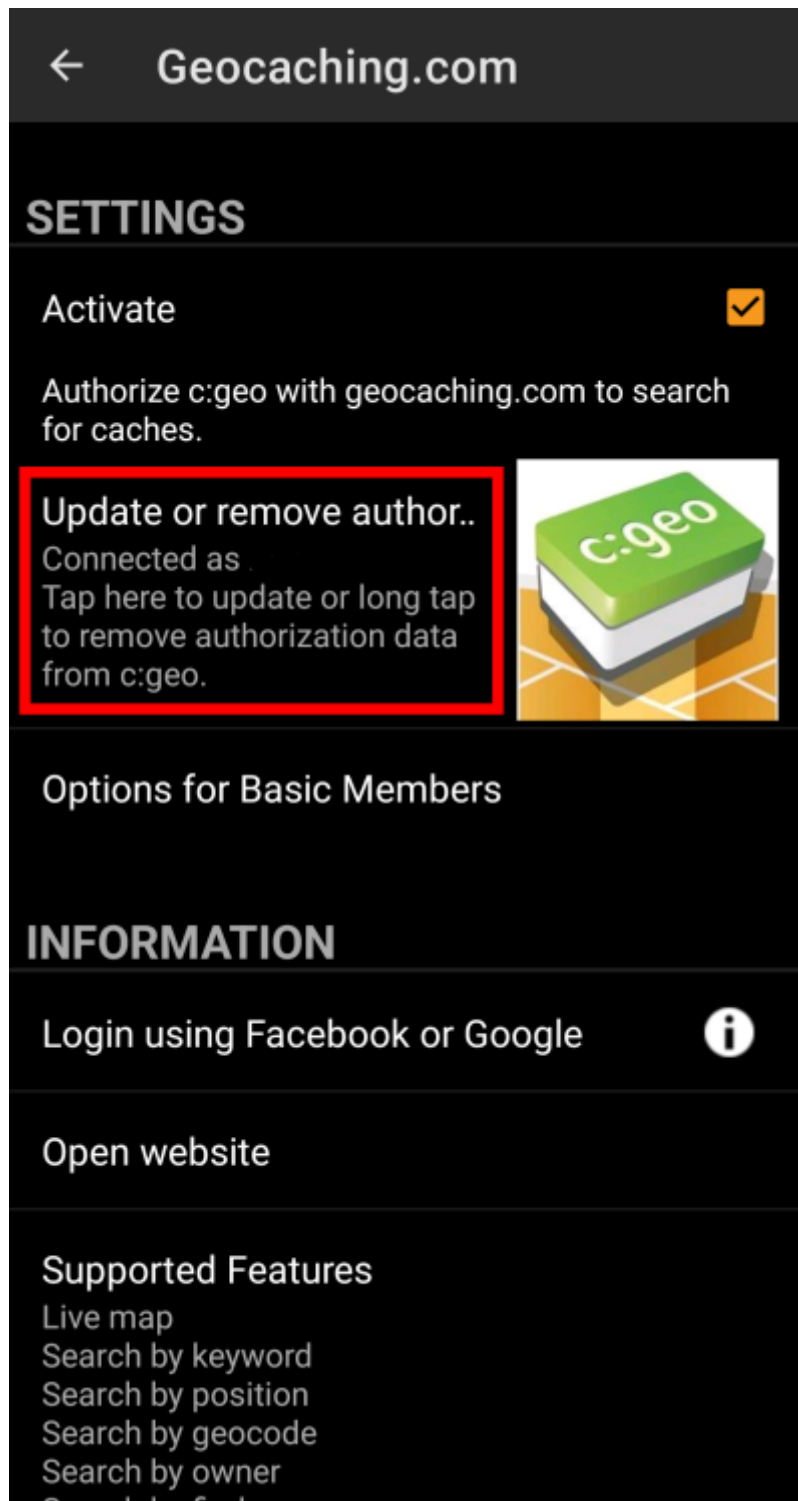 Geocaching.com
SETTINGS
Activate
Authorize c:geo with geocaching.com to search
for caches.
Update or remove author..
Connected as
Tap here to update or long tap
to remove authorization data
from c:geo.
c:geo
Options for Basic Members
INFORMATION
Login using Facebook or Google
Open website
Supported Features
Live map
Search by keyword
Search by position
Search by geocode
Search by owner